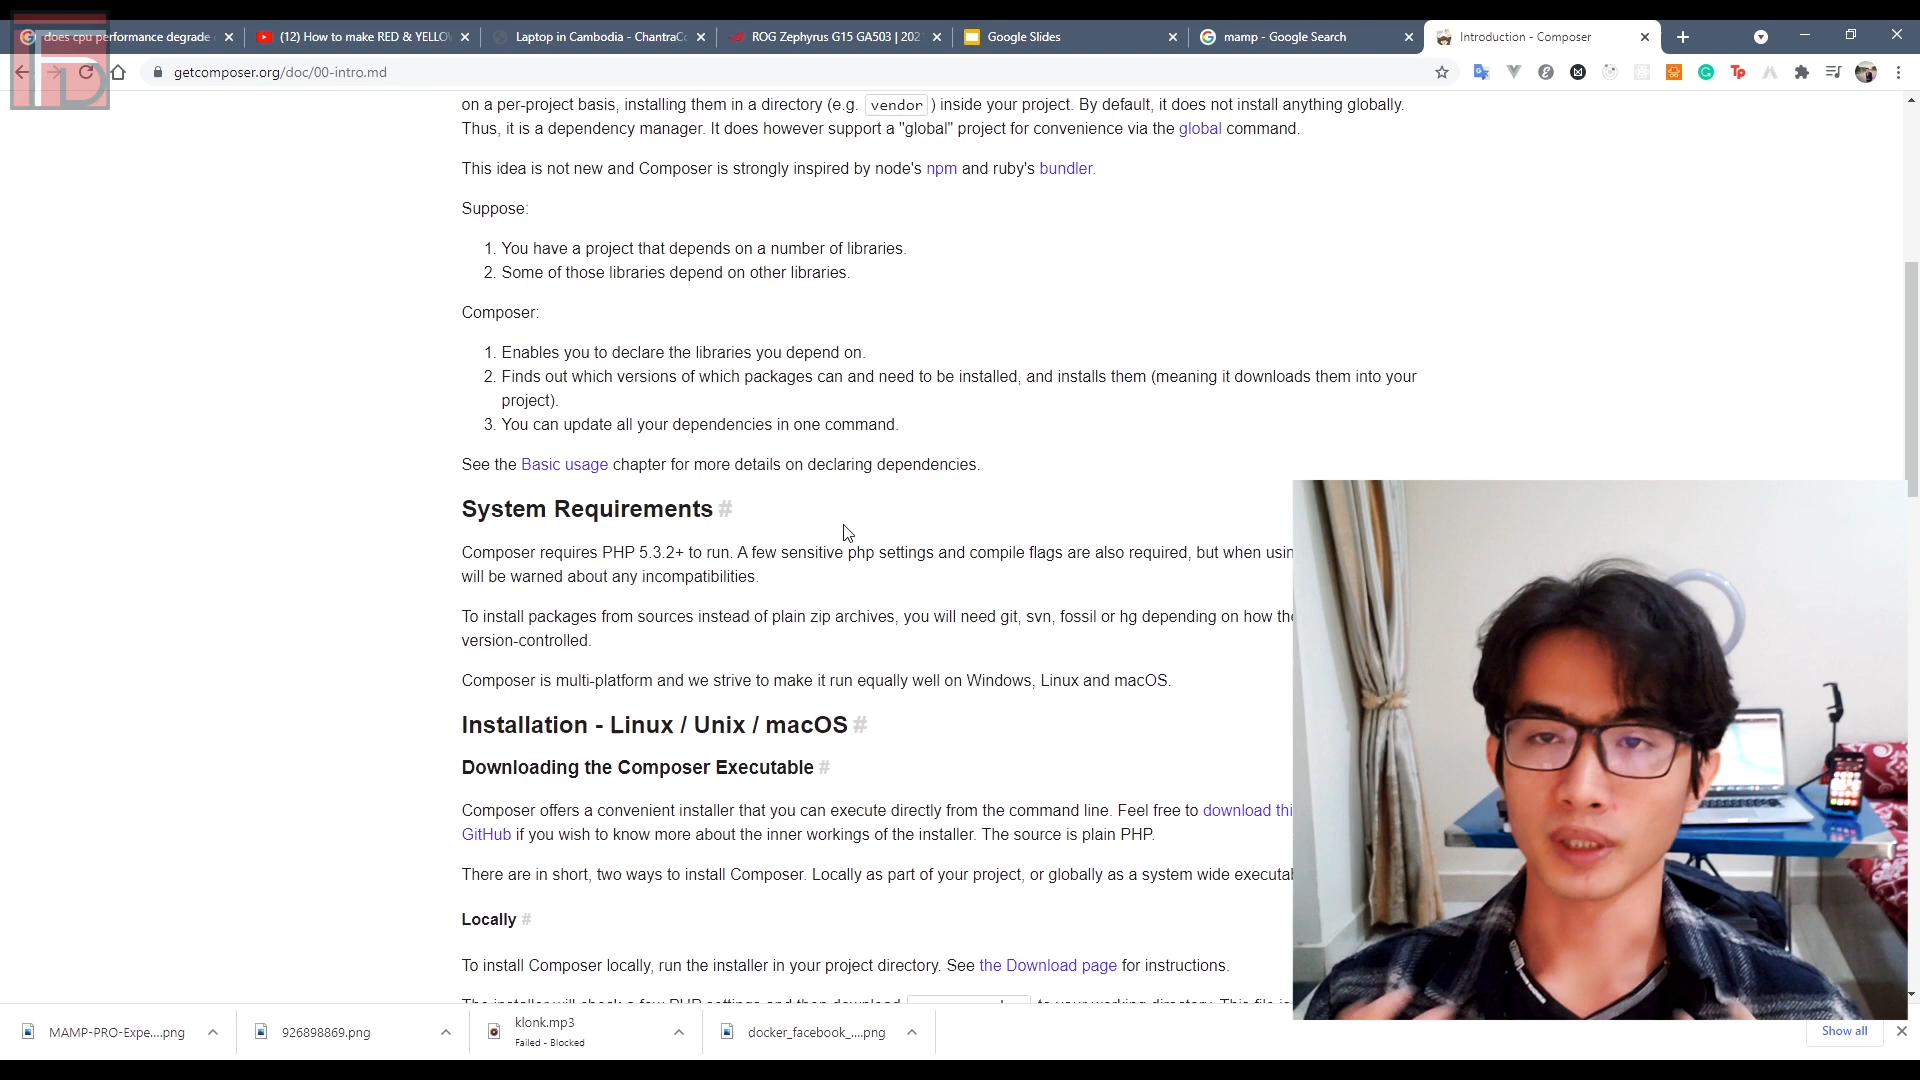 does cpu performance degrade
(12) How to make RED & YELLO
Laptop in Cambodia - ChantraC
ROG Zephyrus G15 GA503 | 202
Google Slides
mamp - Google Search
Introduction - Composer
getcomposer.org/doc/00-intro.md
on a per-project basis, installing them in a directory (e.g. vendor ) inside your project. By default, it does not install anything globally.
Thus, it is a dependency manager. It does however support a "global" project for convenience via the global command.
This idea is not new and Composer is strongly inspired by node's npm and ruby's bundler.
Suppose:
1. You have a project that depends on a number of libraries.
2. Some of those libraries depend on other libraries.
Composer:
1. Enables you to declare the libraries you depend on.
2. Finds out which versions of which packages can and need to be installed, and installs them (meaning it downloads them into your
project).
3. You can update all your dependencies in one command.
See the Basic usage chapter for more details on declaring dependencies.
System Requirements #
Composer requires PHP 5.3.2+ to run. A few sensitive php settings and compile flags are also required, but when usin
will be warned about any incompatibilities.
To install packages from sources instead of plain zip archives, you will need git, svn, fossil or hg depending on how the
version-controlled.
Composer is multi-platform and we strive to make it run equally well on Windows, Linux and macOS.
Installation - Linux / Unix / macOS #
Downloading the Composer Executable #
Composer offers a convenient installer that you can execute directly from the command line. Feel free to download thi
GitHub if you wish to know more about the inner workings of the installer. The source is plain PHP.
There are in short, two ways to install Composer. Locally as part of your project, or globally as a system wide executab
Locally #
To install Composer locally, run the installer in your project directory. See the Download page for instructions.
MAMP-PRO-Expe....png
926898869.png
klonk.mp3
Failed - Blocked
docker_facebook_....png
Show all